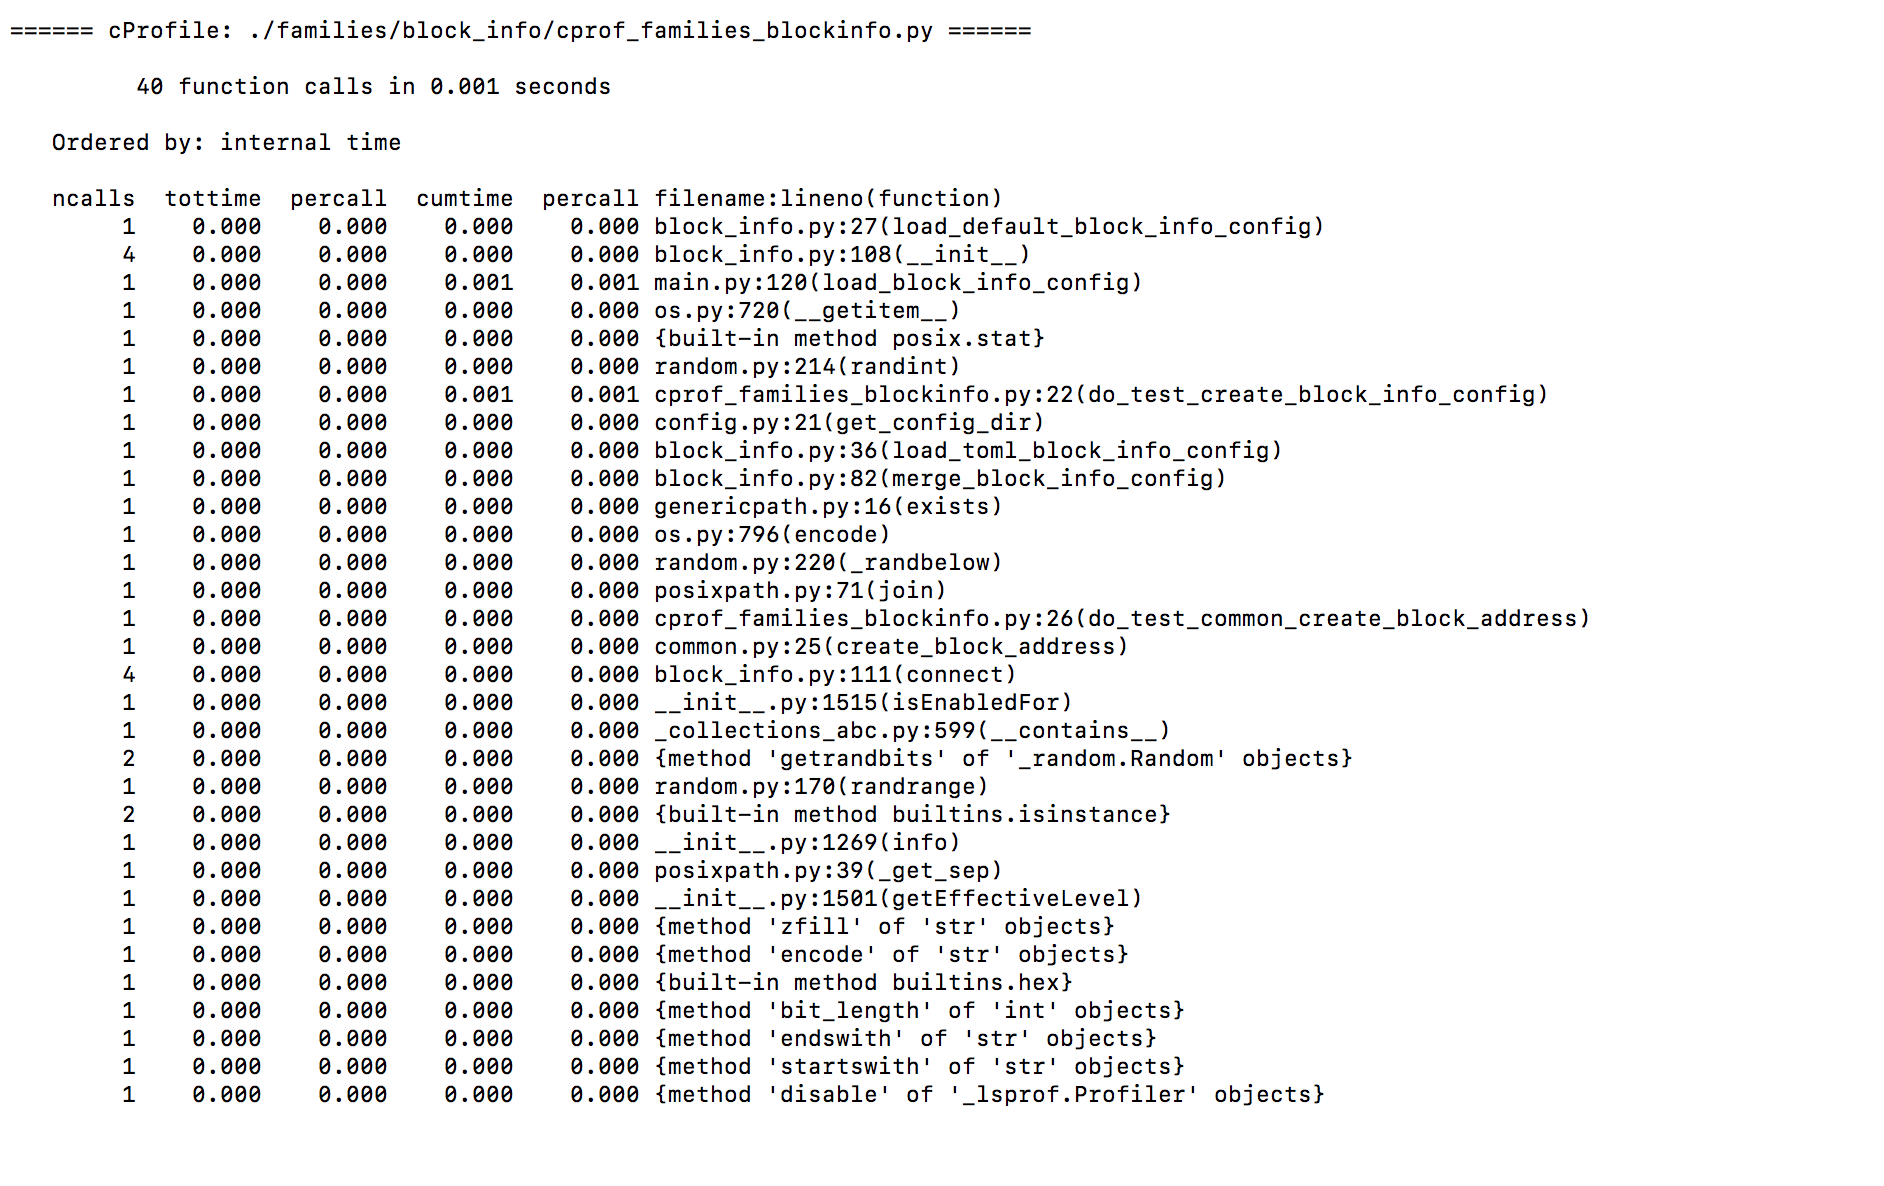 ====== cProfile: ./families/block_info/cprof_families_blockinfo.py ======
         40 function calls in 0.001 seconds
   Ordered by: internal time
   ncalls  tottime  percall  cumtime  percall filename:lineno(function)
        1    0.000    0.000    0.000    0.000 block_info.py:27(load_default_block_info_config)
        4    0.000    0.000    0.000    0.000 block_info.py:108(__init__)
        1    0.000    0.000    0.001    0.001 main.py:120(load_block_info_config)
        1    0.000    0.000    0.000    0.000 os.py:720(__getitem__)
        1    0.000    0.000    0.000    0.000 {built-in method posix.stat}
        1    0.000    0.000    0.000    0.000 random.py:214(randint)
        1    0.000    0.000    0.001    0.001 cprof_families_blockinfo.py:22(do_test_create_block_info_config)
        1    0.000    0.000    0.000    0.000 config.py:21(get_config_dir)
        1    0.000    0.000    0.000    0.000 block_info.py:36(load_toml_block_info_config)
        1    0.000    0.000    0.000    0.000 block_info.py:82(merge_block_info_config)
        1    0.000    0.000    0.000    0.000 genericpath.py:16(exists)
        1    0.000    0.000    0.000    0.000 os.py:796(encode)
        1    0.000    0.000    0.000    0.000 random.py:220(_randbelow)
        1    0.000    0.000    0.000    0.000 posixpath.py:71(join)
        1    0.000    0.000    0.000    0.000 cprof_families_blockinfo.py:26(do_test_common_create_block_address)
        1    0.000    0.000    0.000    0.000 common.py:25(create_block_address)
        4    0.000    0.000    0.000    0.000 block_info.py:111(connect)
        1    0.000    0.000    0.000    0.000 __init__.py:1515(isEnabledFor)
        1    0.000    0.000    0.000    0.000 _collections_abc.py:599(__contains__)
        2    0.000    0.000    0.000    0.000 {method 'getrandbits' of '_random.Random' objects}
        1    0.000    0.000    0.000    0.000 random.py:170(randrange)
        2    0.000    0.000    0.000    0.000 {built-in method builtins.isinstance}
        1    0.000    0.000    0.000    0.000 __init__.py:1269(info)
        1    0.000    0.000    0.000    0.000 posixpath.py:39(_get_sep)
        1    0.000    0.000    0.000    0.000 __init__.py:1501(getEffectiveLevel)
        1    0.000    0.000    0.000    0.000 {method 'zfill' of 'str' objects}
        1    0.000    0.000    0.000    0.000 {method 'encode' of 'str' objects}
        1    0.000    0.000    0.000    0.000 {built-in method builtins.hex}
        1    0.000    0.000    0.000    0.000 {method 'bit_length' of 'int' objects}
        1    0.000    0.000    0.000    0.000 {method 'endswith' of 'str' objects}
        1    0.000    0.000    0.000    0.000 {method 'startswith' of 'str' objects}
        1    0.000    0.000    0.000    0.000 {method 'disable' of '_lsprof.Profiler' objects}